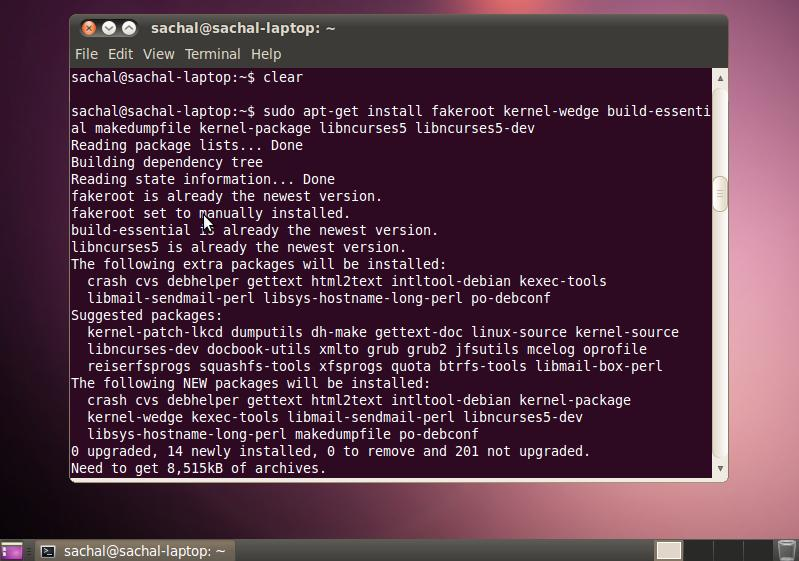 sachal@sachal-laptop: ~
File Edit View Terminal Help
sachal@sachal-laptop:~$ clear
sachal@sachal-laptop:~$ sudo apt-get install fakeroot kernel-wedge build-essenti
al makedumpfile kernel-package libncurses5 libncurses5-dev
Reading package lists... Done
Building dependency tree
Reading state information... Done
fakeroot is already the newest version.
fakeroot set to manually installed.
build-essential is already the newest version.
libncurses5 is already the newest version.
The following extra packages will be installed:
  crash cvs debhelper gettext html2text intltool-debian kexec-tools
  libmail-sendmail-perl libsys-hostname-long-perl po-debconf
Suggested packages:
  kernel-patch-lkcd dumputils dh-make gettext-doc linux-source kernel-source
  libncurses-dev docbook-utils xmlto grub grub2 jfsutils mcelog oprofile
  reiserfsprogs squashfs-tools xfsprogs quota btrfs-tools libmail-box-perl
The following NEW packages will be installed:
  crash cvs debhelper gettext html2text intltool-debian kernel-package
  kernel-wedge kexec-tools libmail-sendmail-perl libncurses5-dev
  libsys-hostname-long-perl makedumpfile po-debconf
0 upgraded, 14 newly installed, 0 to remove and 201 not upgraded.
Need to get 8,515kB of archives.
sachal@sachal-laptop: ~